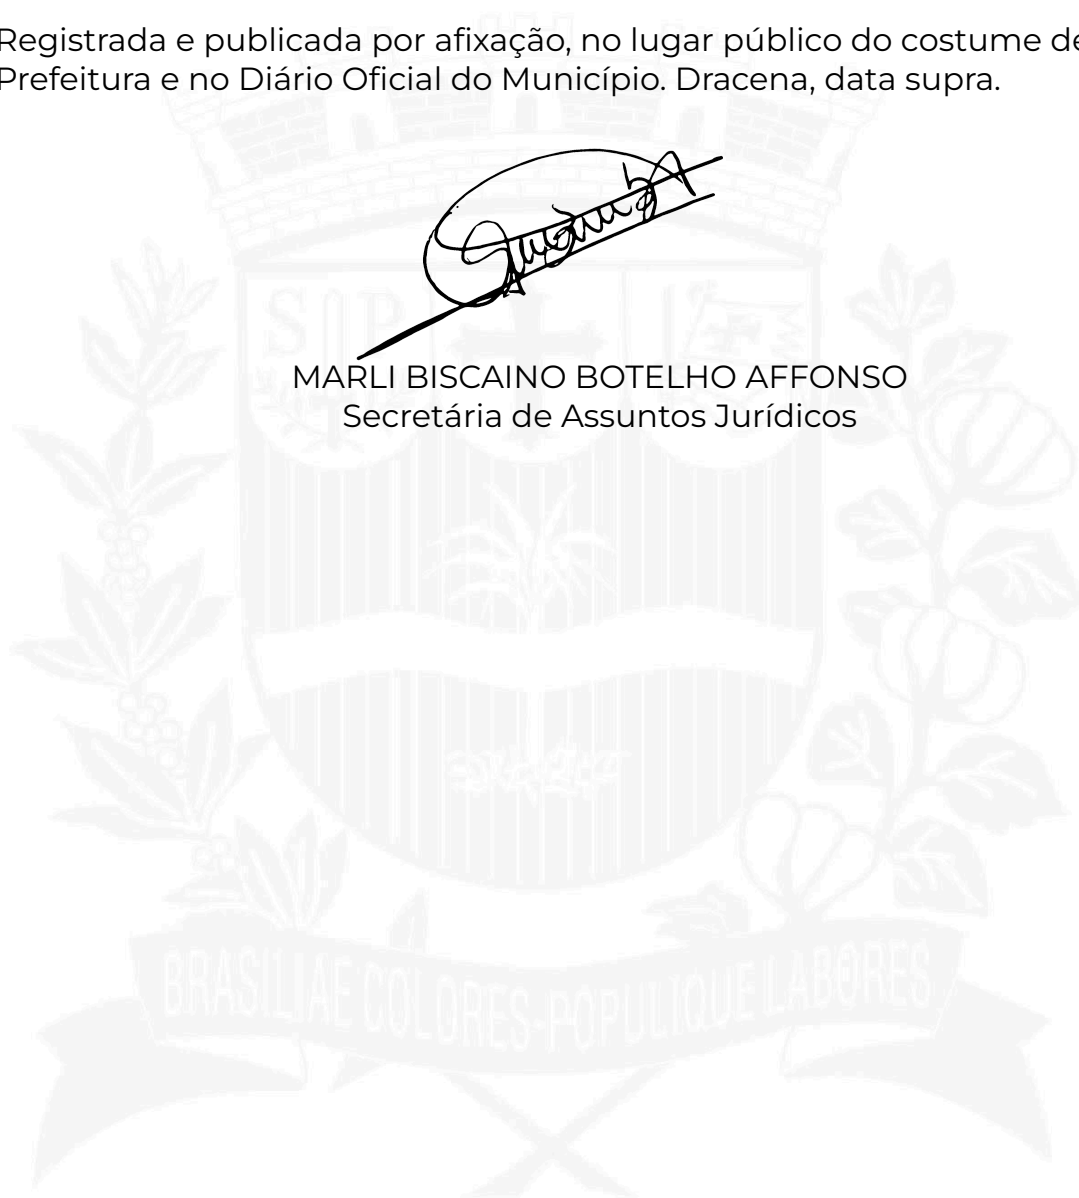 Registrada e publicada por afixação, no lugar público do costume de
Prefeitura e no Diário Oficial do Município. Dracena, data supra.
MARLI BISCAINO BOTELHO AFFONSO
Secretária de Assuntos Jurídicos
S P
BRASILIAE COLORES-POPULIQUE LABORES